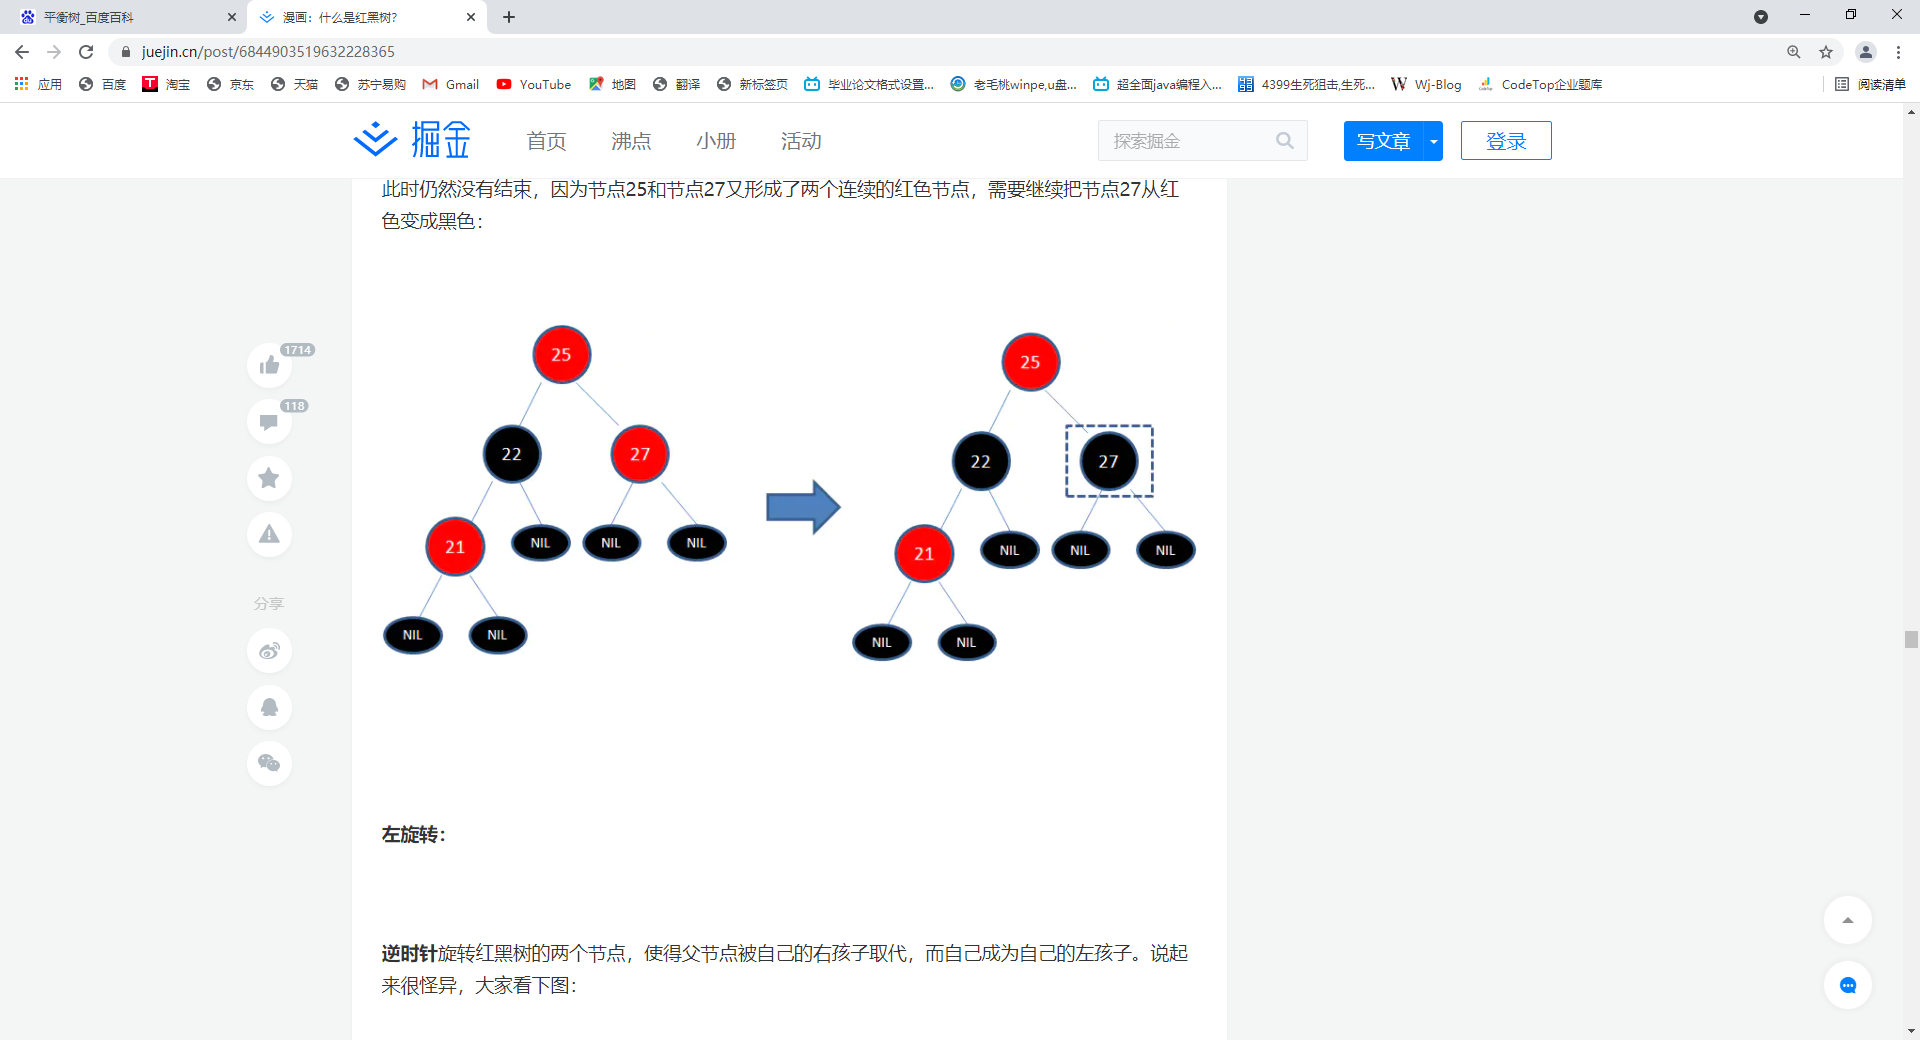 平衡树_百度百科
漫画：什么是红黑树？
juejin.cn/post/6844903519632228365
应用 百度 淘宝 京东 天猫 苏宁易购 Gmail YouTube 地图 翻译 新标签页 毕业论文格式设置... 老毛桃winpe,u盘... 超全面java编程入... 4399生死狙击,生死... Wj-Blog CodeTop企业题库 阅读清单
掘金 首页 沸点 小册 活动 探索掘金 写文章 登录
此时仍然没有结束，因为节点25和节点27又形成了两个连续的红色节点，需要继续把节点27从红
色变成黑色：
1714
118
分享
25
22 27
21 NIL NIL NIL
NIL NIL
25
22 27
21 NIL NIL NIL
NIL NIL
左旋转：
逆时针旋转红黑树的两个节点，使得父节点被自己的右孩子取代，而自己成为自己的左孩子。说起
来很怪异，大家看下图：